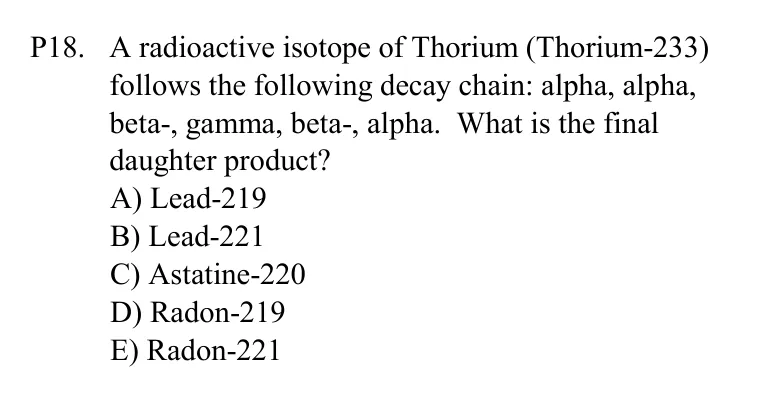 P18. A radioactive isotope of Thorium (Thorium-233)
follows the following decay chain: alpha, alpha,
beta-, gamma, beta-, alpha. What is the final
daughter product?
A) Lead-219
B) Lead-221
C) Astatine-220
D) Radon-219
E) Radon-221